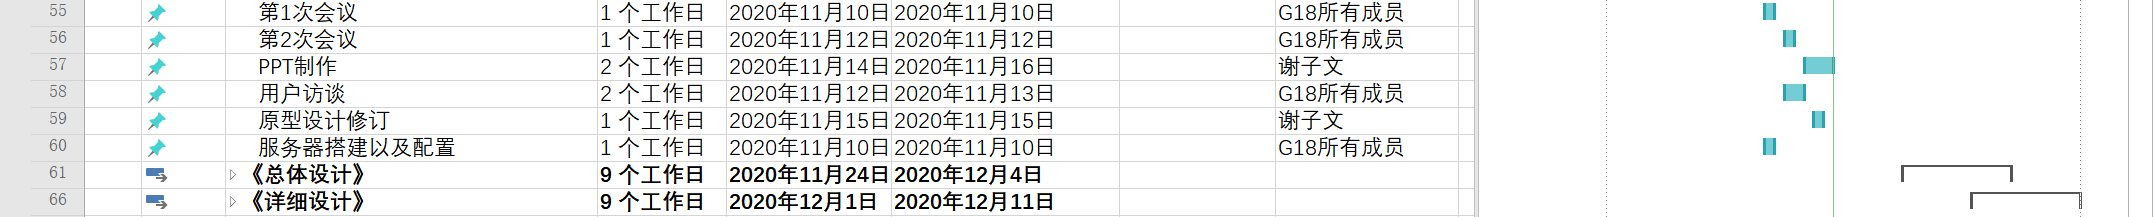 55 第1次会议 1 个工作日 2020年11月10日 2020年11月10日 G18所有成员
56 第2次会议 1 个工作日 2020年11月12日 2020年11月12日 G18所有成员
57 PPT制作 2 个工作日 2020年11月14日 2020年11月16日 谢子文
58 用户访谈 2 个工作日 2020年11月12日 2020年11月13日 G18所有成员
59 原型设计修订 1 个工作日 2020年11月15日 2020年11月15日 谢子文
60 服务器搭建以及配置 1 个工作日 2020年11月10日 2020年11月10日 G18所有成员
61 《总体设计》 9 个工作日 2020年11月24日 2020年12月4日
66 《详细设计》 9 个工作日 2020年12月1日 2020年12月11日